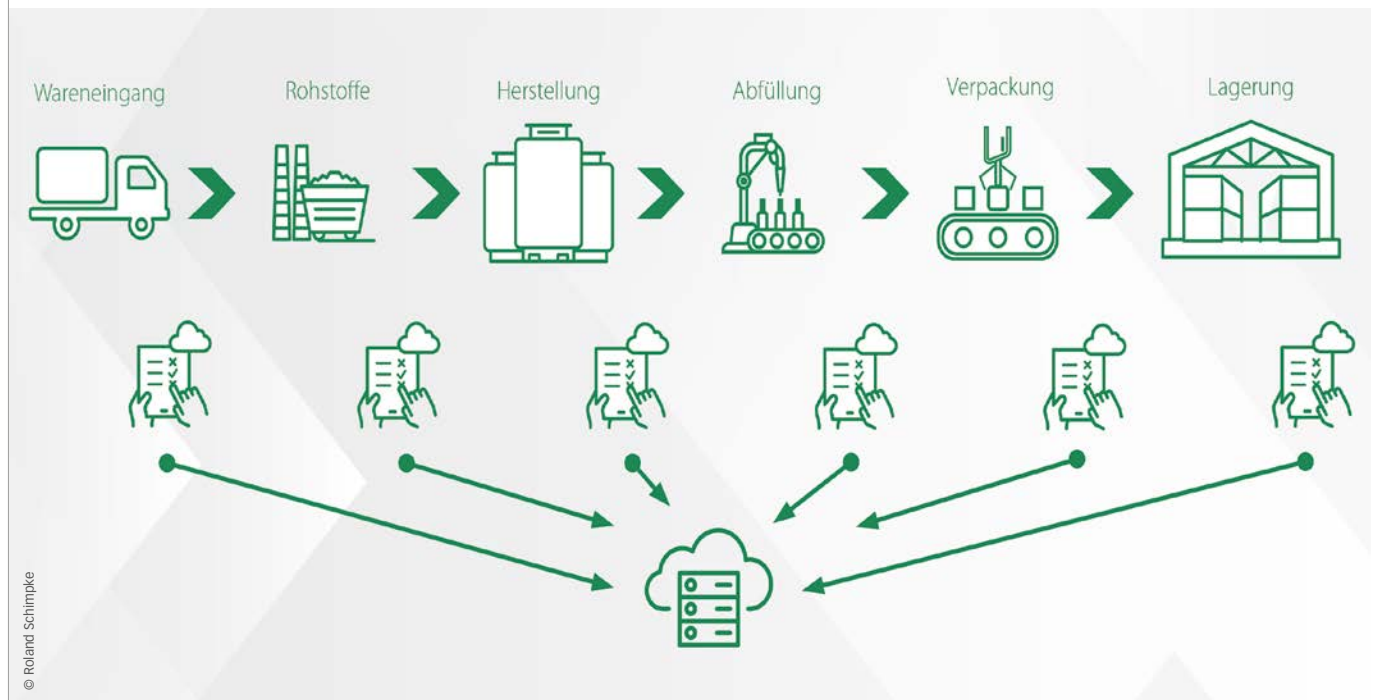 Wareneingang
Rohstoffe
Herstellung
Abfüllung
Verpackung
Lagerung
© Roland Schimpke